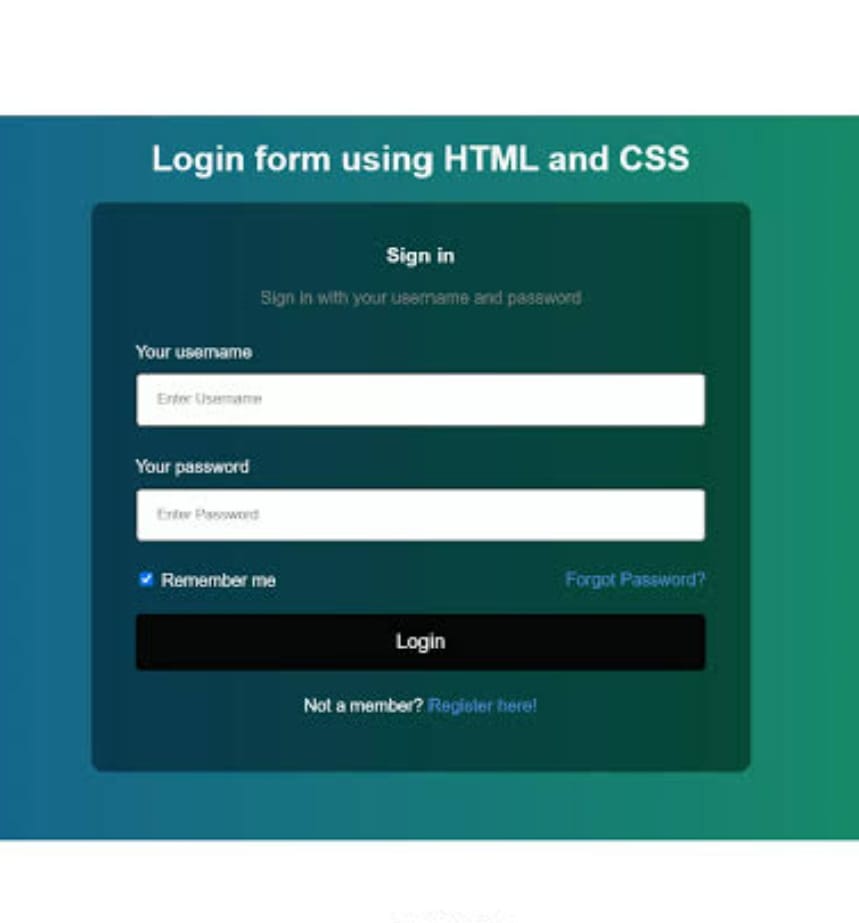 Login form using HTML and CSS
Sign in
Sign in with your username and password
Your username
Enter Username
Your password
Enter Password
Remember me Forgot Password?
Login
Not a member? Register here!